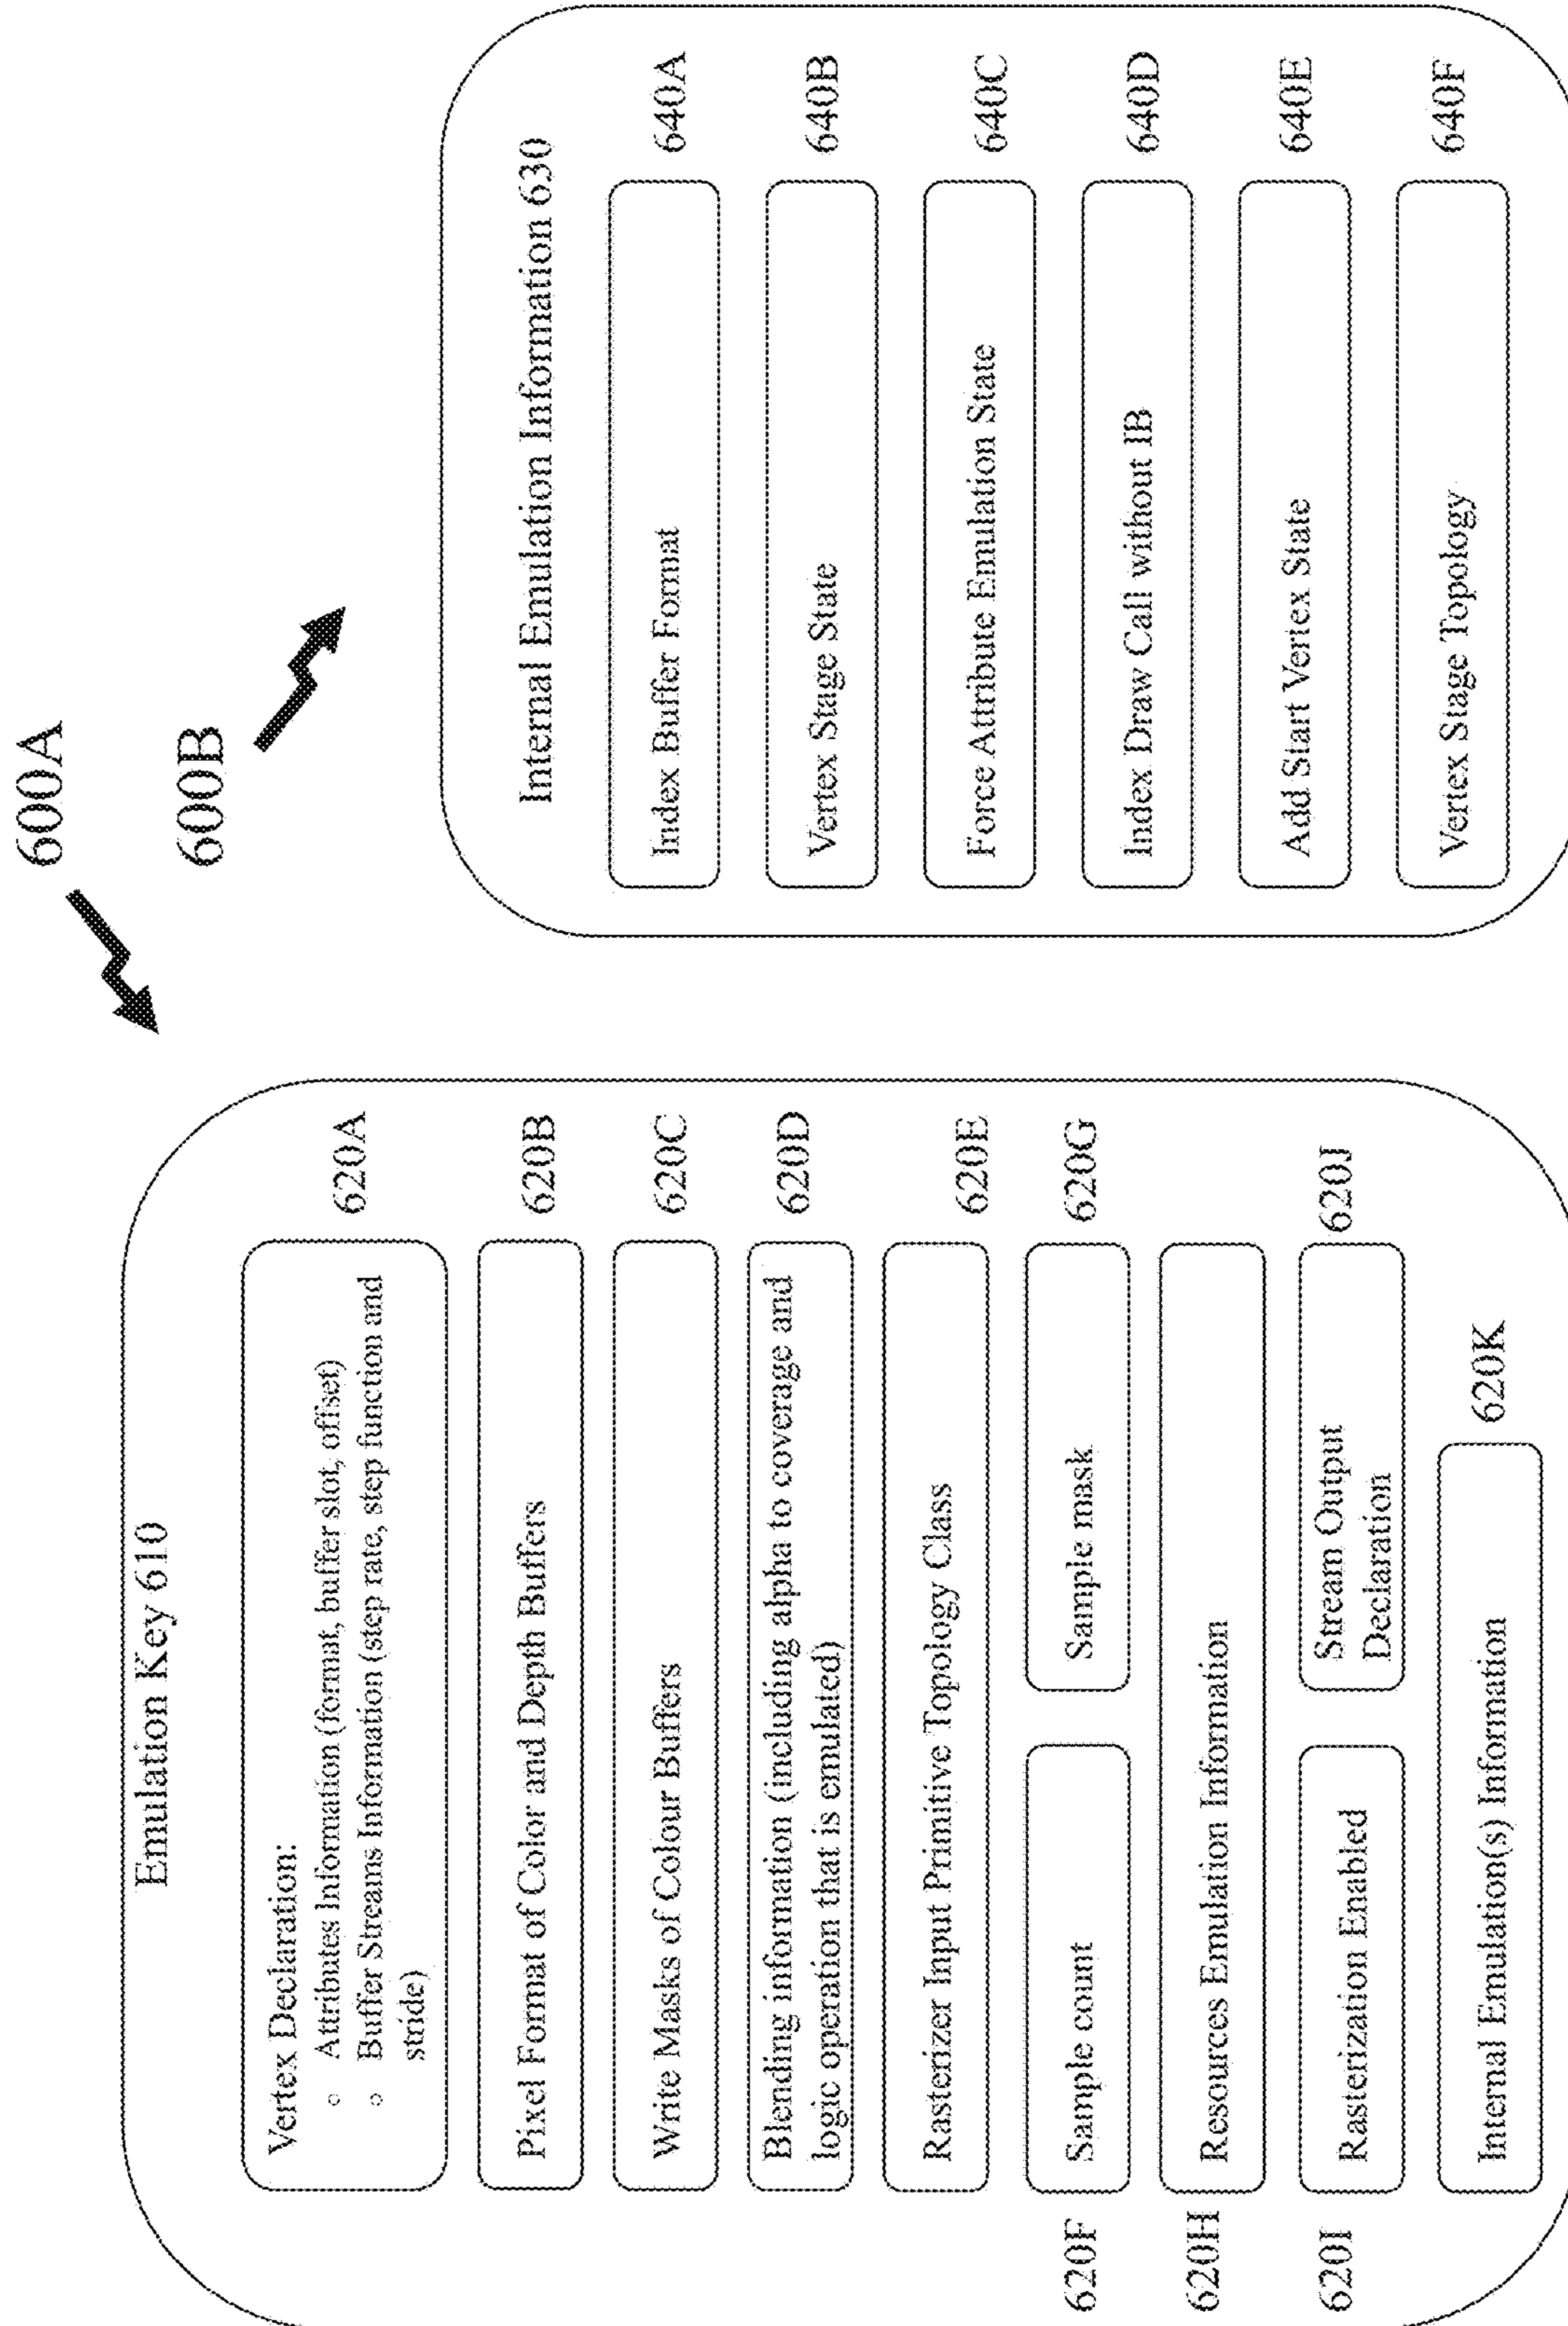 600A
600B
Emulation Key 610
Vertex Declaration:
○ Attributes Information (format, buffer slot, offset)
○ Buffer Streams Information (step rate, step function and
stride)
620A
Pixel Format of Color and Depth Buffers
620B
Write Masks of Colour Buffers
620C
Blending information (including alpha to coverage and
logic operation that is emulated)
620D
Rasterizer Input Primitive Topology Class
620E
620F
Sample count
Sample mask
620G
620H
Resources Emulation Information
620I
Rasterization Enabled
Stream Output
Declaration
620J
Internal Emulation(s) Information
620K
Internal Emulation Information 630
Index Buffer Format
640A
Vertex Stage State
640B
Force Attribute Emulation State
640C
Index Draw Call without IB
640D
Add Start Vertex State
640E
Vertex Stage Topology
640F